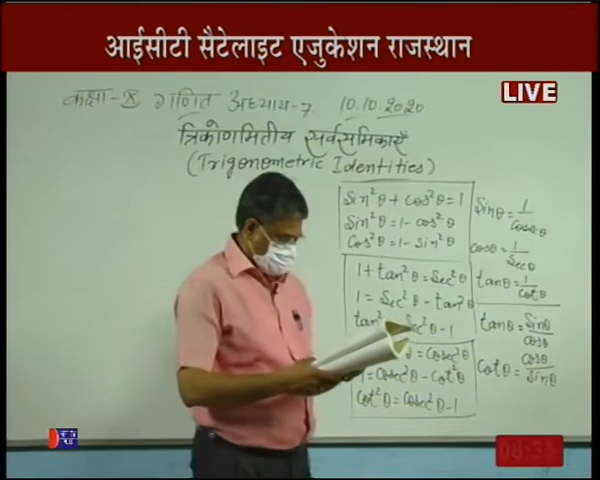 आईसीटी सैटेलाइट एजुकेशन राजस्थान
LIVE
कक्षा-X गणित अध्याय-7 10.10.2020
त्रिकोणमितीय सर्वसमिकाएँ
(Trigonometric Identities)
Sin²θ + Cos²θ = 1
Sin²θ = 1 - Cos²θ
Cos²θ = 1 - Sin²θ
1 + tan²θ = Sec²θ
1 = Sec²θ - tan²θ
tan² Sec²θ - 1
θ = Cosec²θ
1 = Cosec²θ - Cot²θ
Cot²θ = Cosec²θ - 1
Sinθ = 1/Cosecθ
Cosθ = 1/Secθ
tanθ = 1/Cotθ
tanθ = Sinθ/Cosθ
Cotθ = Cosθ/Sinθ